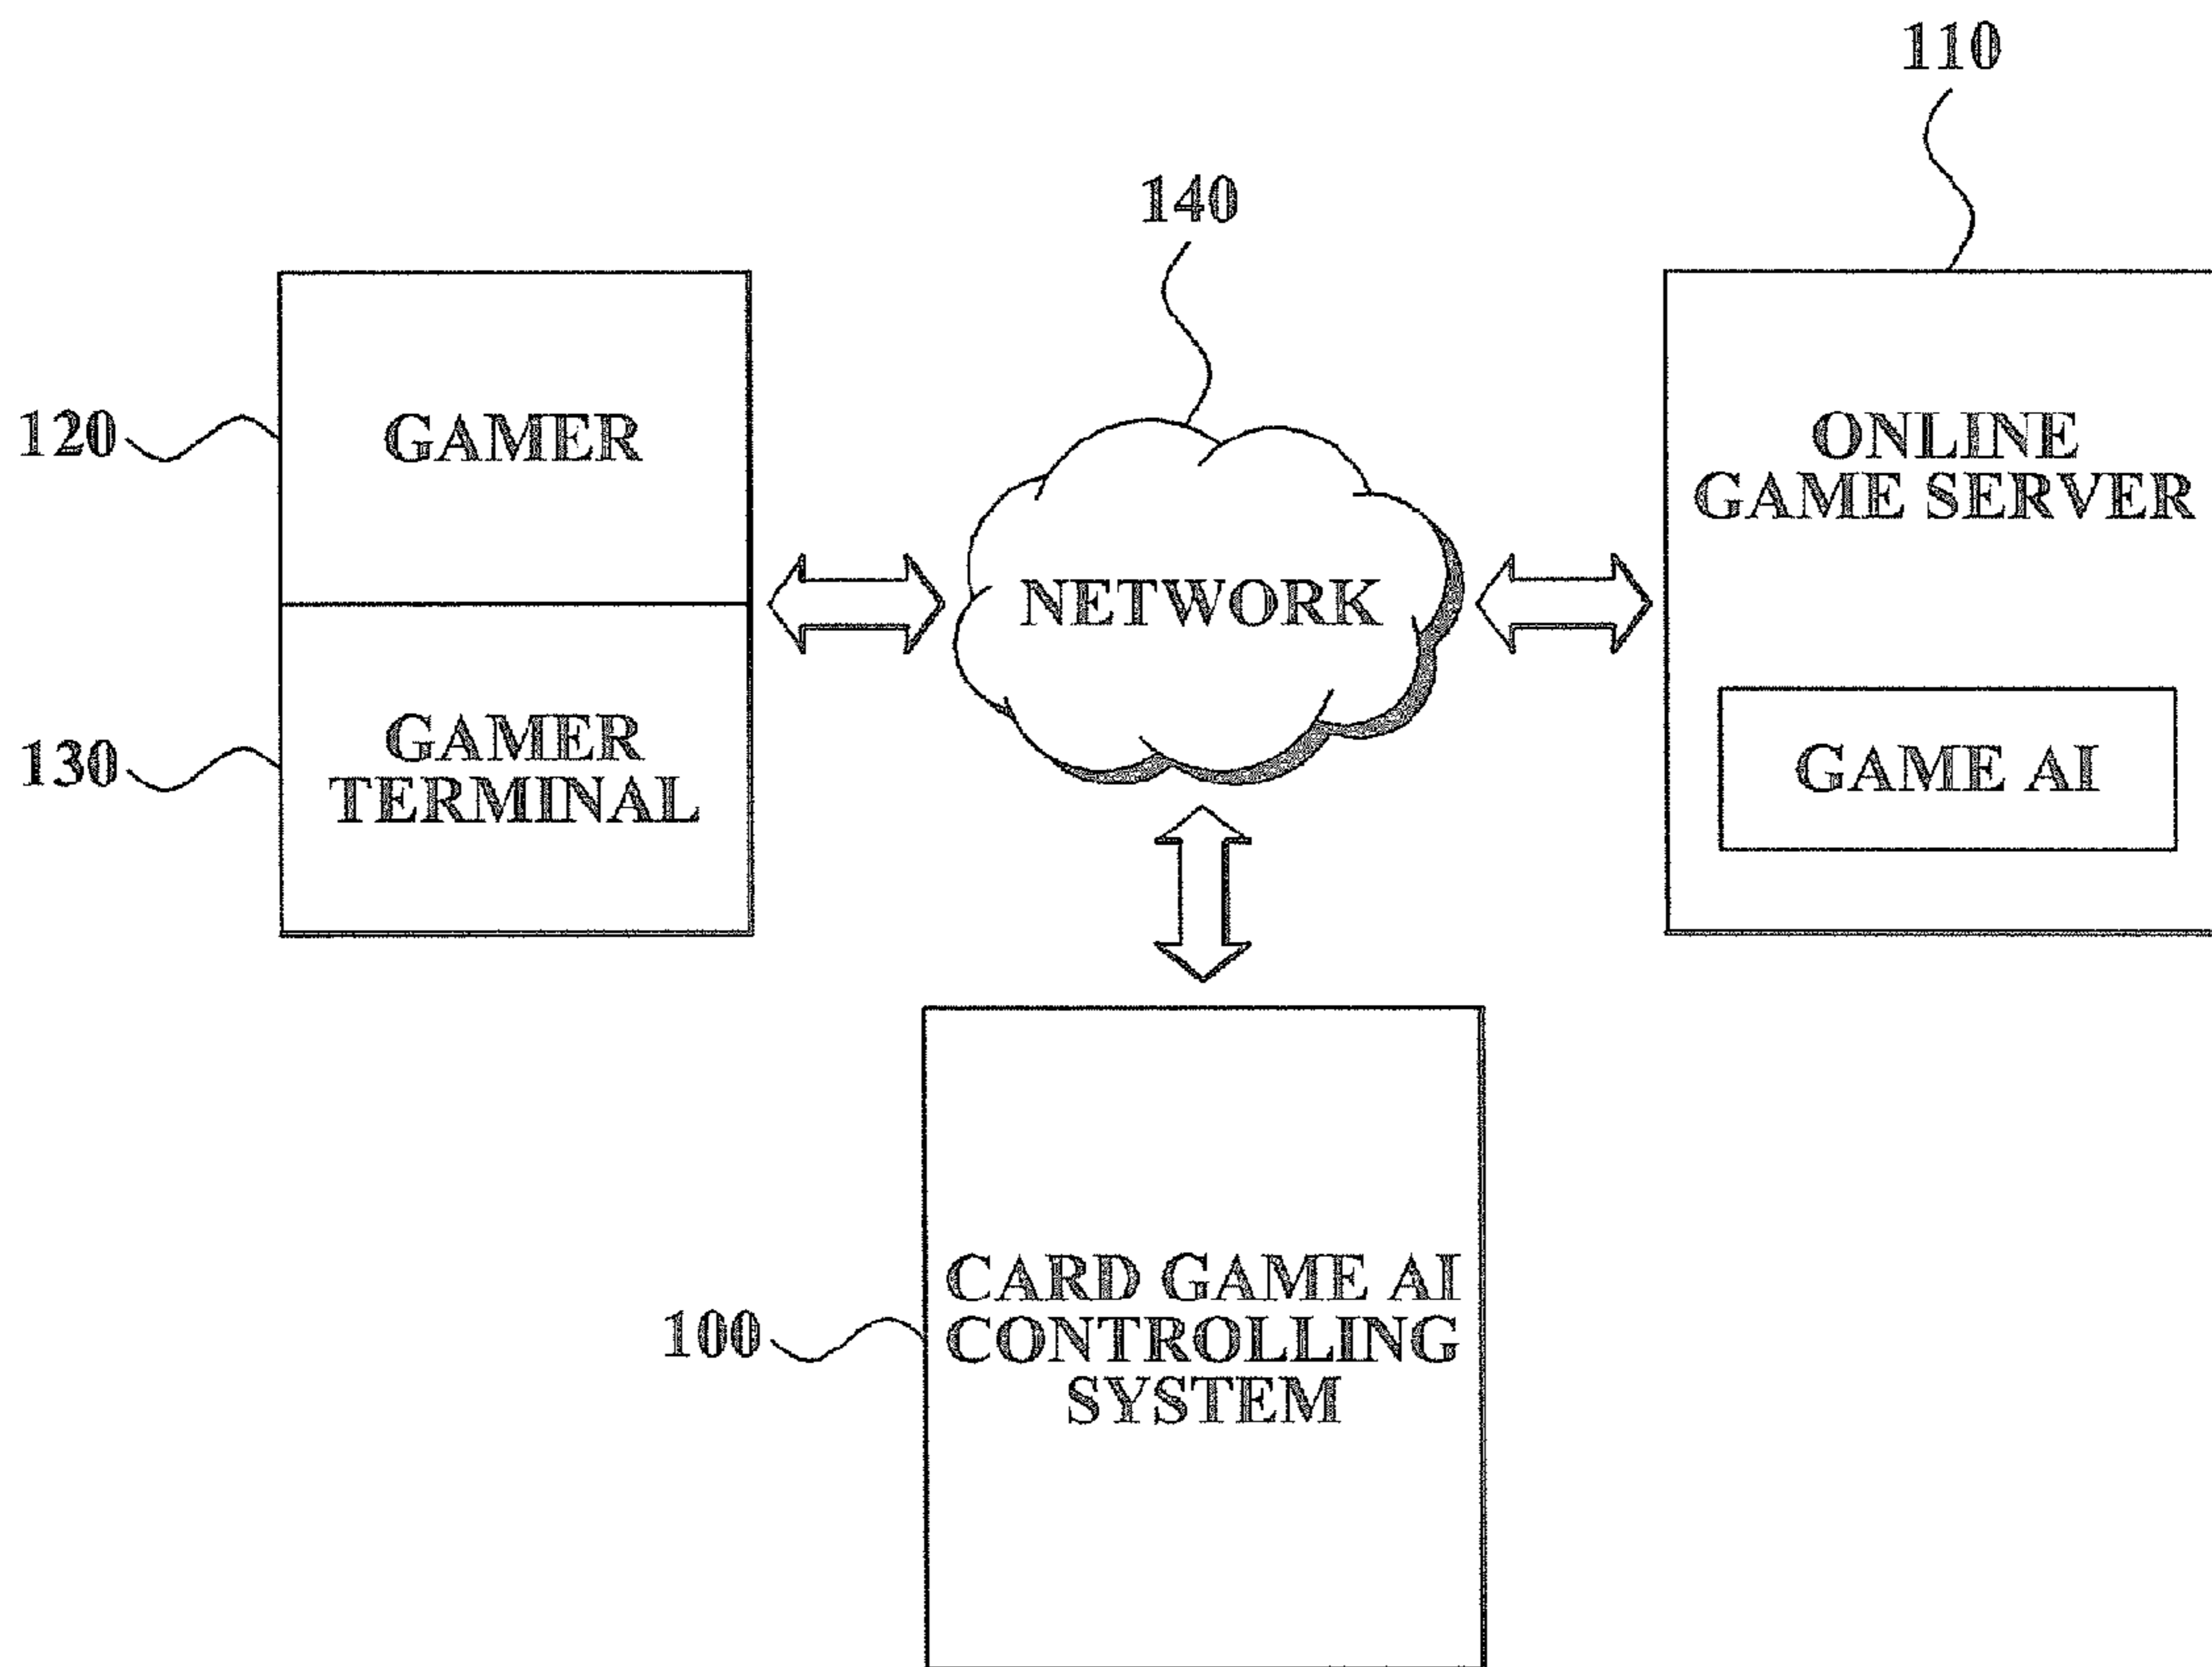 110
140
120
GAMER
ONLINE
GAME SERVER
NETWORK
130
GAMER
TERMINAL
GAME AI
100
CARD GAME AI
CONTROLLING
SYSTEM